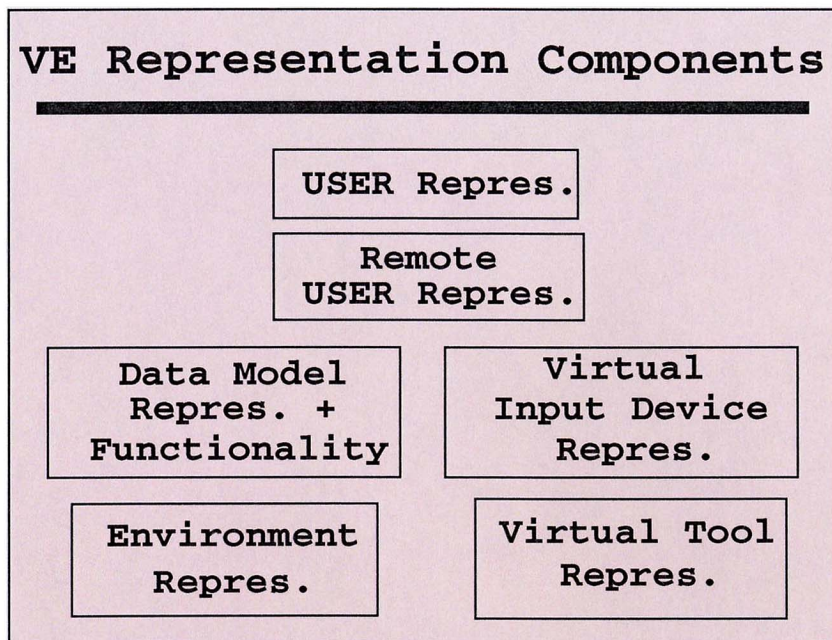 VE Representation Components
USER Repres.
Remote
USER Repres.
Data Model
Repres. +
Functionality
Virtual
Input Device
Repres.
Environment
Repres.
Virtual Tool
Repres.